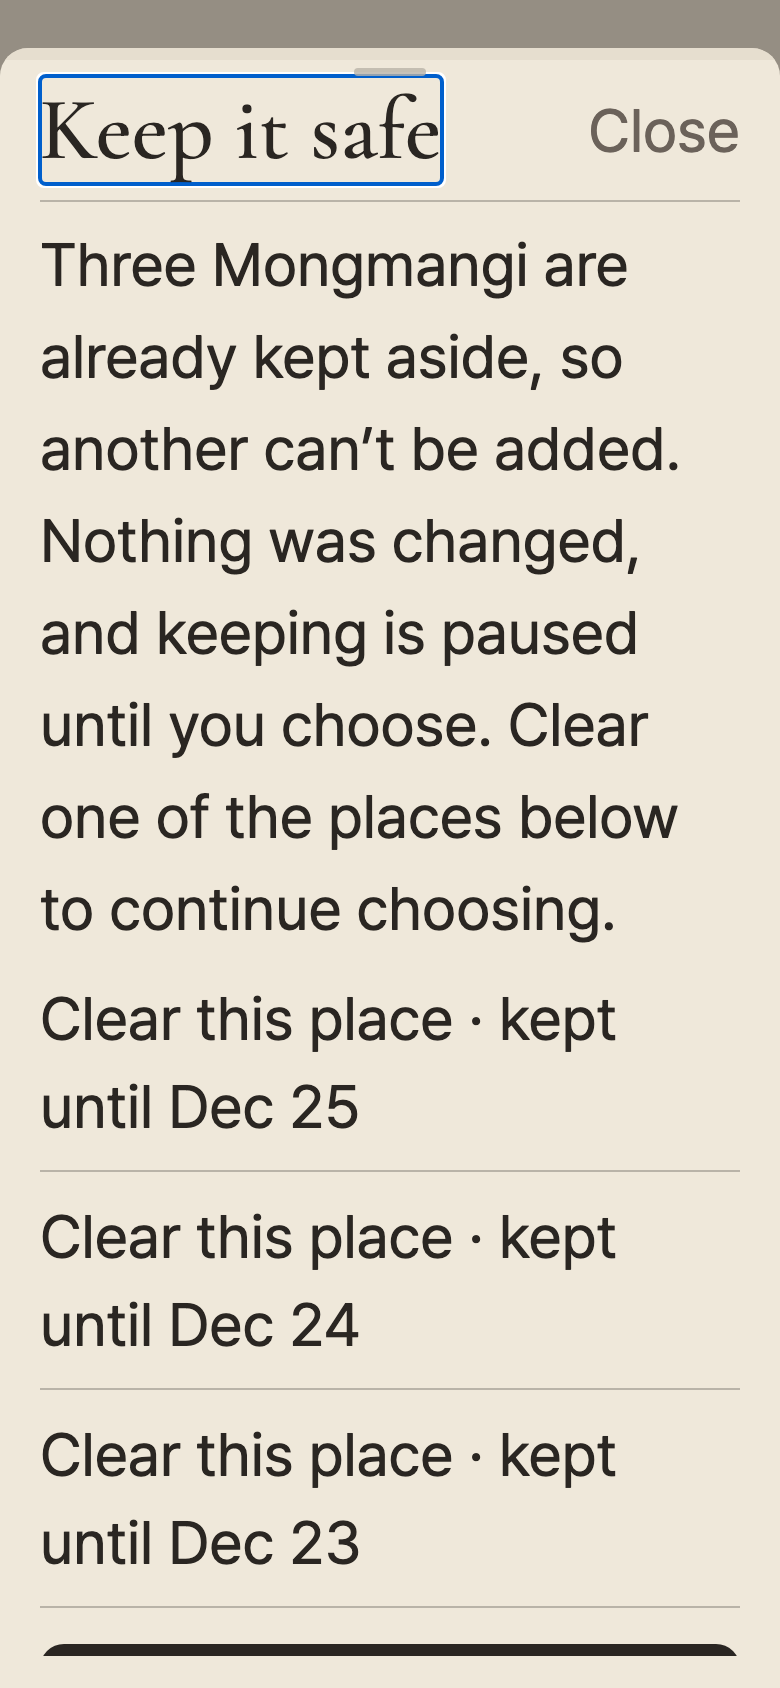 Keep it safe
Close
Three Mongmangi are
already kept aside, so
another can’t be added.
Nothing was changed,
and keeping is paused
until you choose. Clear
one of the places below
to continue choosing.
Clear this place · kept
until Dec 25
Clear this place · kept
until Dec 24
Clear this place · kept
until Dec 23